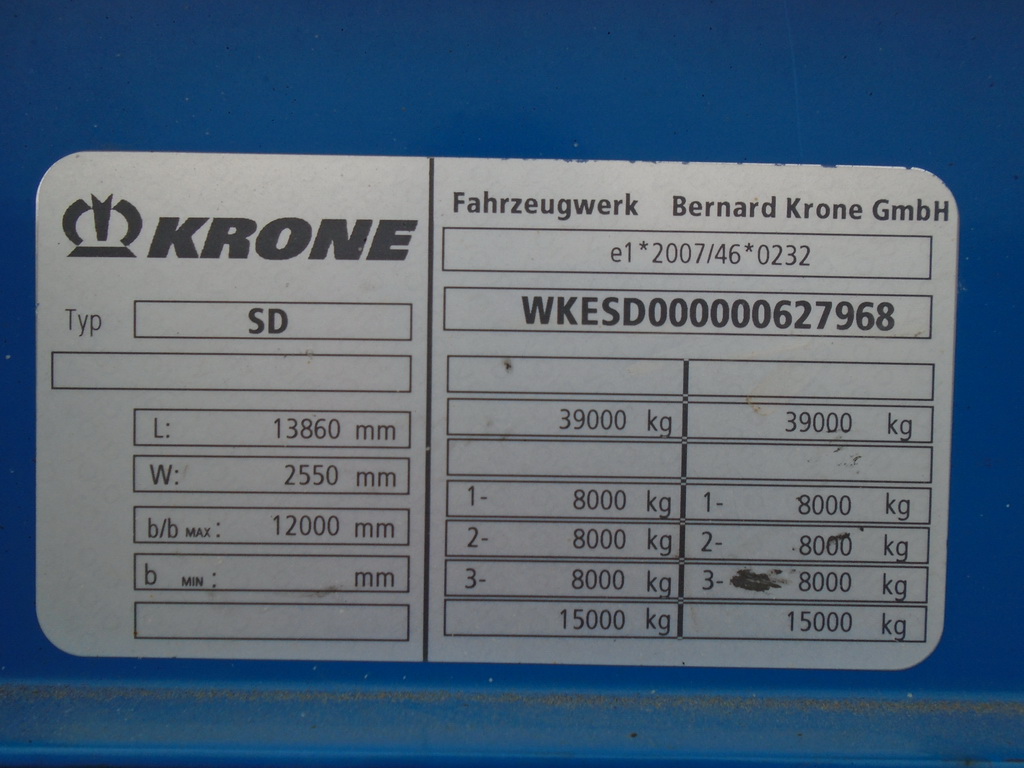 KRONE
Typ SD
L: 13860 mm
W: 2550 mm
b/b MAX : 12000 mm
b MIN : mm
Fahrzeugwerk Bernard Krone GmbH
e1*2007/46*0232
WKESD000000627968
39000 kg 39000 kg
1- 8000 kg 1- 8000 kg
2- 8000 kg 2- 8000 kg
3- 8000 kg 3- 8000 kg
15000 kg 15000 kg